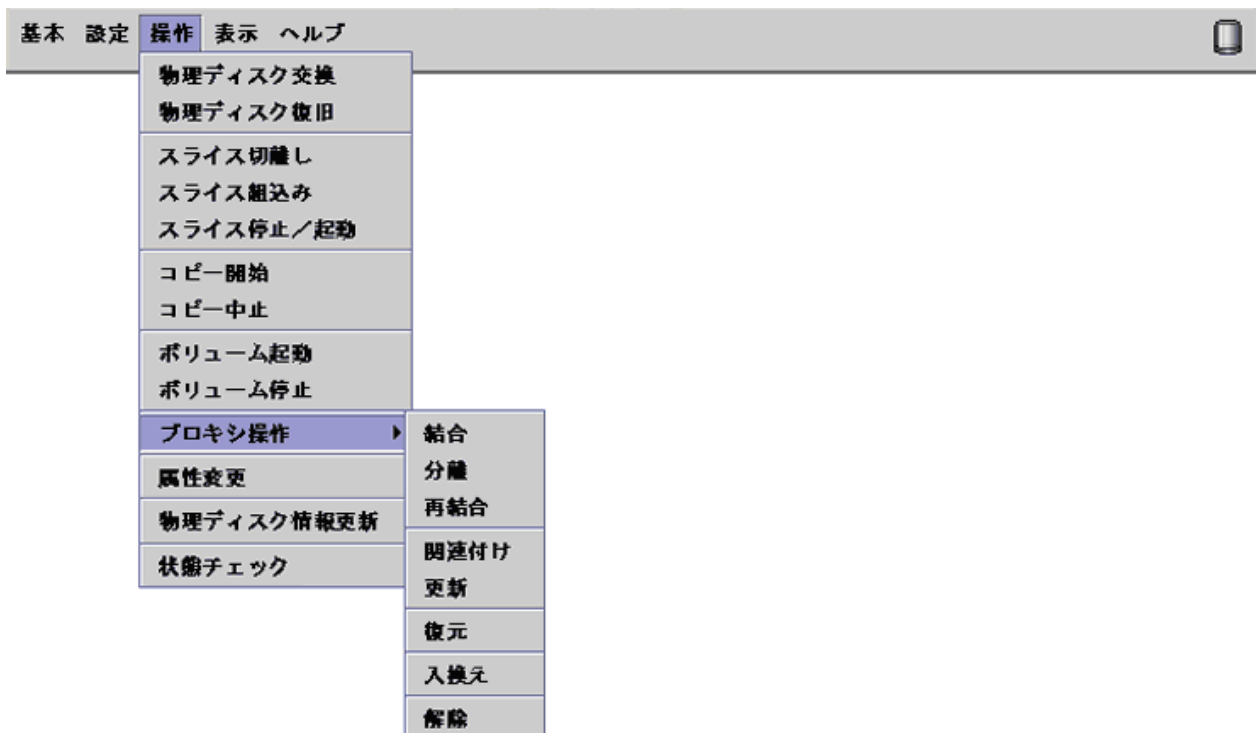 基本 設定 操作 表示 ヘルプ
物理ディスク交換
物理ディスク復旧
スライス切離し
スライス組込み
スライス停止／起動
コピー開始
コピー中止
ボリューム起動
ボリューム停止
プロキシ操作
属性変更
物理ディスク情報更新
状態チェック
結合
分離
再結合
関連付け
更新
復元
入換え
解除